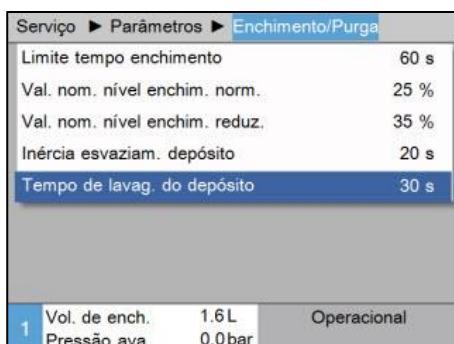 Serviço ▶ Parâmetros ▶ Enchimento/Purga
Limite tempo enchimento 60 s
Val. nom. nível enchim. norm. 25 %
Val. nom. nível enchim. reduz. 35 %
Inércia esvaziam. depósito 20 s
Tempo de lavag. do depósito 30 s
1 Vol. de ench. 1.6 L Operacional
Pressão ava 0.0 bar